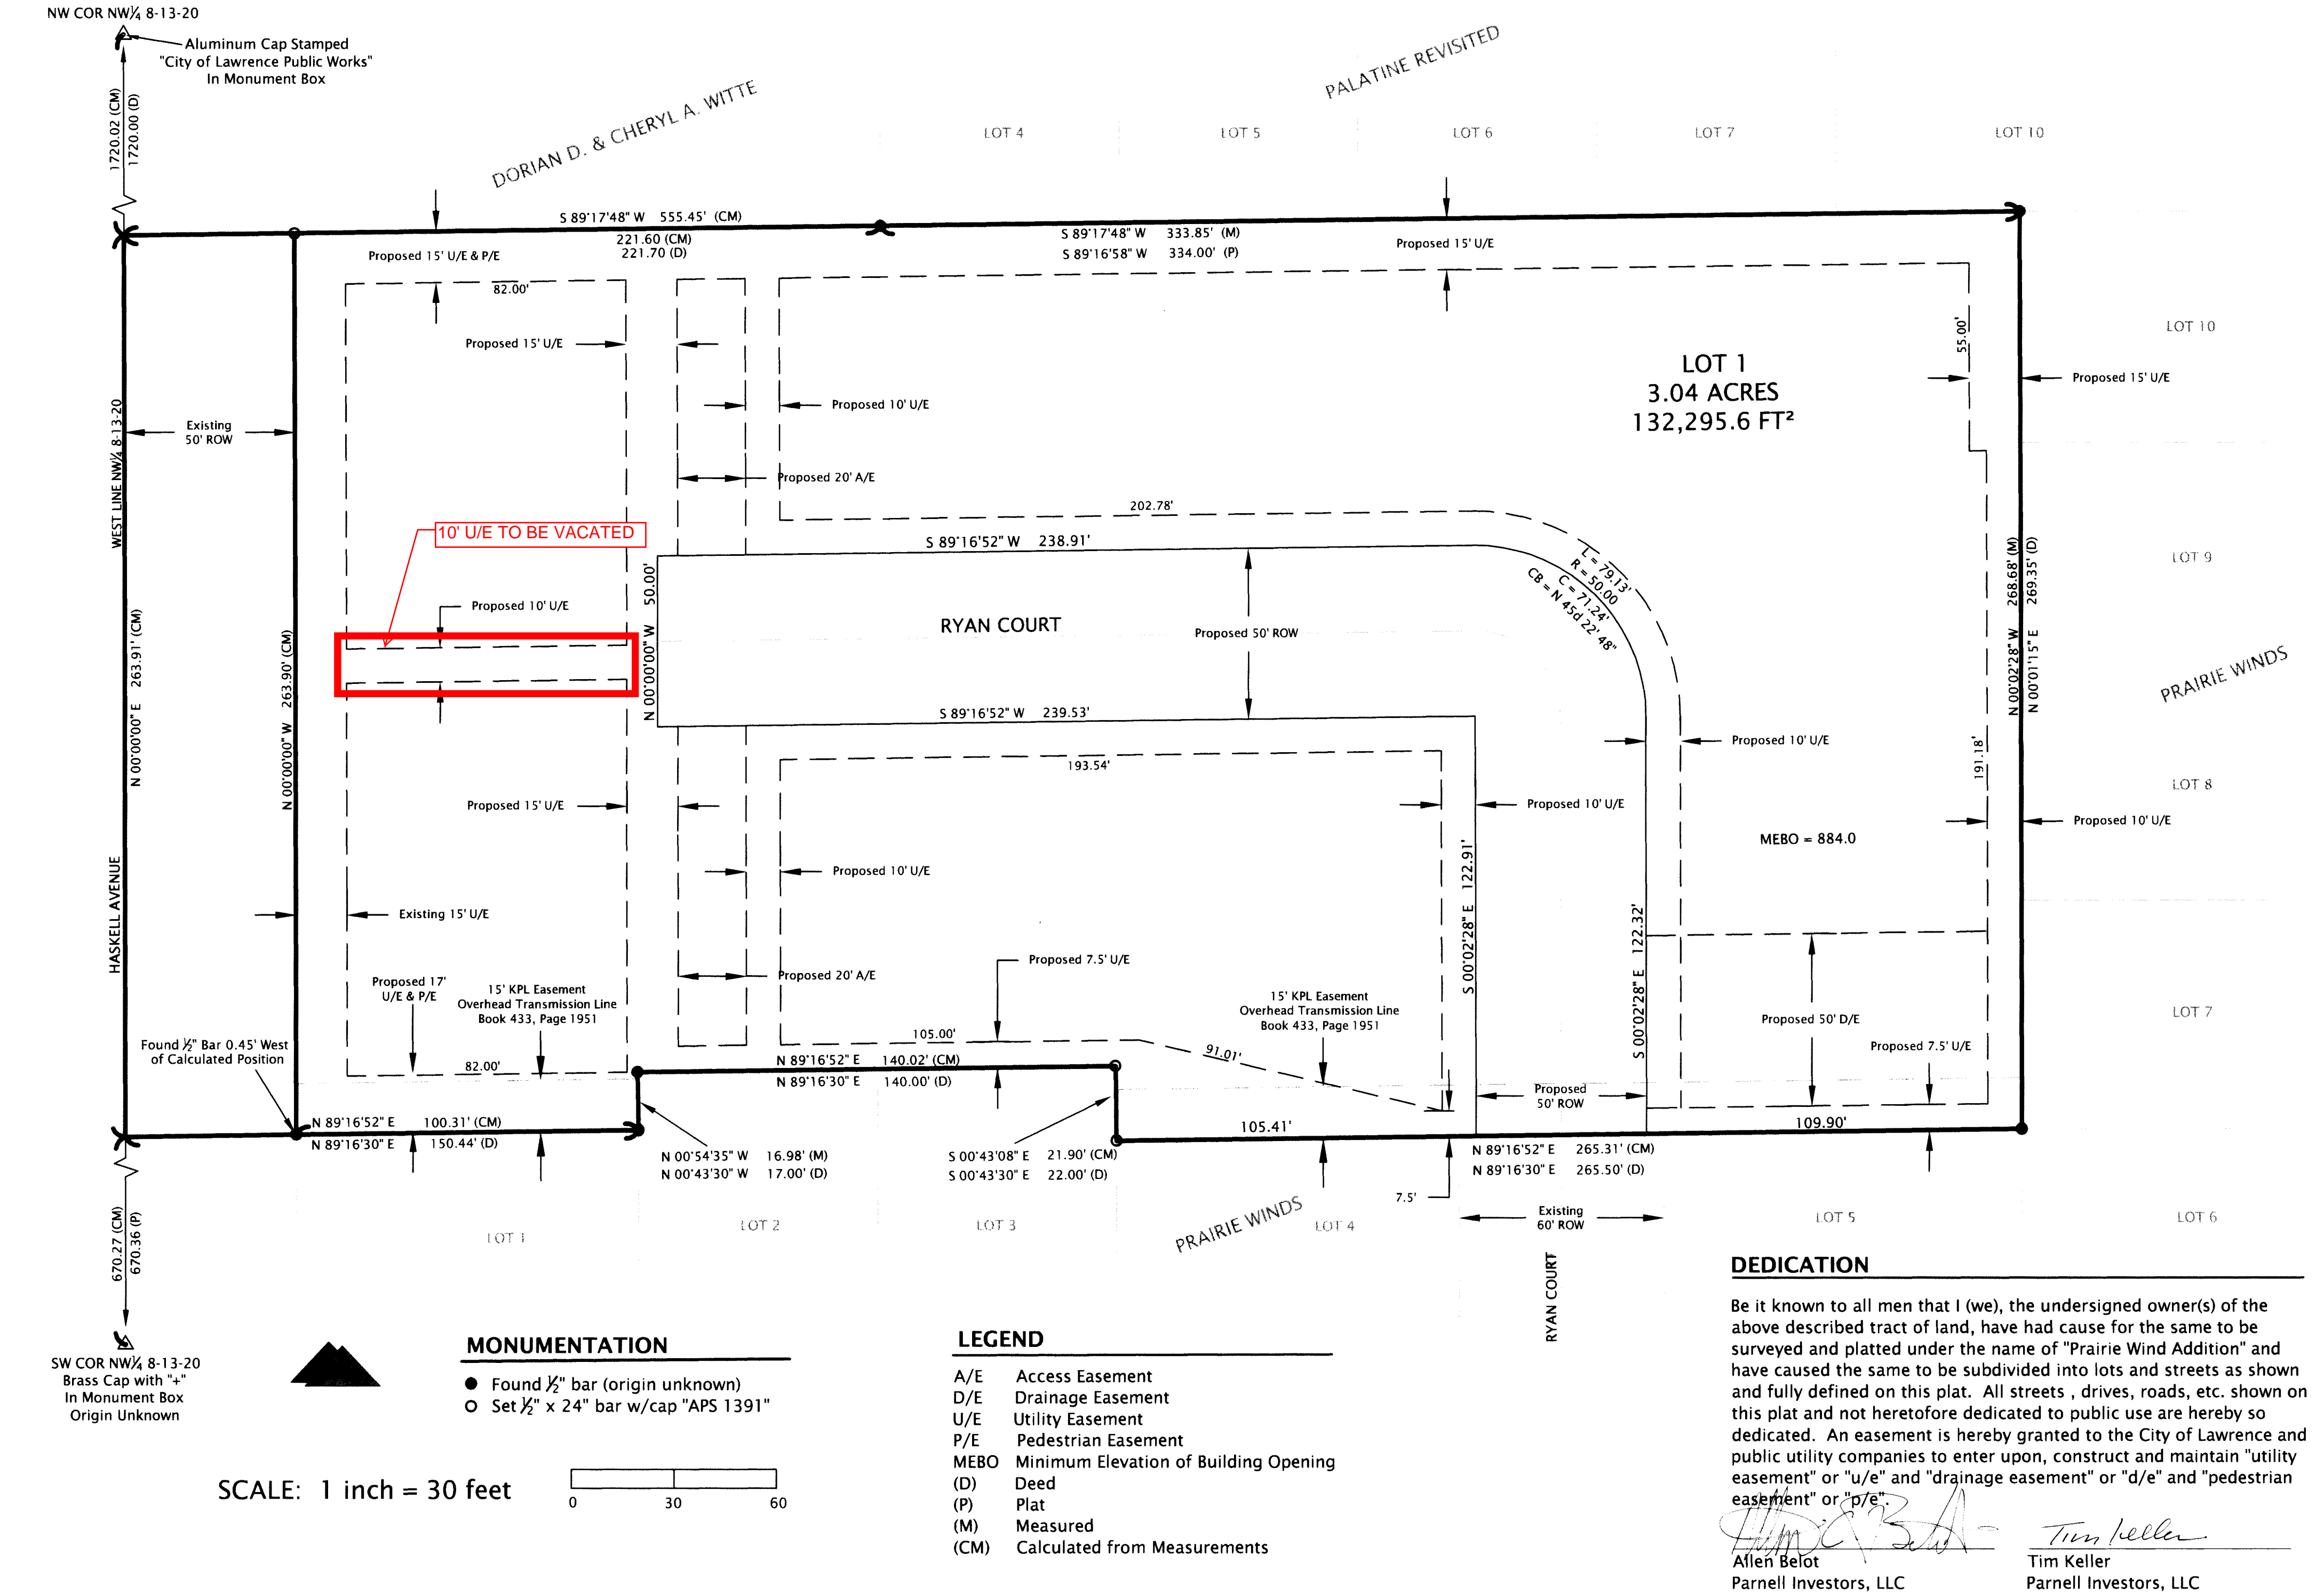 NW COR NW¼ 8-13-20
Aluminum Cap Stamped
"City of Lawrence Public Works"
In Monument Box
1720.02 (CM)
1720.00 (D)
DORIAN D. & CHERYL A. WITTE
PALATINE REVISITED
LOT 4
LOT 5
LOT 6
LOT 7
LOT 10
S 89°17'48" W 555.45' (CM)
221.60 (CM)
221.70 (D)
S 89°17'48" W 333.85' (M)
S 89°16'58" W 334.00' (P)
Proposed 15' U/E & P/E
Proposed 15' U/E
82.00'
Proposed 15' U/E
55.00'
LOT 10
LOT 1
3.04 ACRES
132,295.6 FT²
Proposed 15' U/E
Proposed 10' U/E
WEST LINE NW¼ 8-13-20
Existing
50' ROW
Proposed 20' A/E
202.78'
10' U/E TO BE VACATED
S 89°16'52" W 238.91'
L = 79.13'
R = 50.00
C = 71.24'
CB = N 45d 22' 48"
N 00°02'28" W 268.68' (M)
N 00°01'15" E 269.35' (D)
LOT 9
N 00°00'00" W 50.00'
Proposed 10' U/E
RYAN COURT
Proposed 50' ROW
N 00°00'00" E 263.91' (CM)
N 00°00'00" W 263.90' (CM)
PRAIRIE WINDS
S 89°16'52" W 239.53'
Proposed 10' U/E
193.54'
191.18'
LOT 8
Proposed 15' U/E
Proposed 10' U/E
Proposed 10' U/E
MEBO = 884.0
HASKELL AVENUE
Proposed 10' U/E
S 00°02'28" E 122.91'
S 00°02'28" E 122.32'
Existing 15' U/E
Proposed 7.5' U/E
Proposed 20' A/E
Proposed 17'
U/E & P/E
15' KPL Easement
Overhead Transmission Line
Book 433, Page 1951
15' KPL Easement
Overhead Transmission Line
Book 433, Page 1951
LOT 7
Proposed 50' D/E
105.00'
91.01'
Proposed 7.5' U/E
Found ½" Bar 0.45' West
of Calculated Position
82.00'
N 89°16'52" E 140.02' (CM)
N 89°16'30" E 140.00' (D)
Proposed
50' ROW
N 89°16'52" E 100.31' (CM)
N 89°16'30" E 150.44' (D)
105.41'
109.90'
N 00°54'35" W 16.98' (M)
N 00°43'30" W 17.00' (D)
S 00°43'08" E 21.90' (CM)
S 00°43'30" E 22.00' (D)
N 89°16'52" E 265.31' (CM)
N 89°16'30" E 265.50' (D)
7.5'
670.27 (CM)
670.36 (P)
LOT 1
LOT 2
LOT 3
PRAIRIE WINDS
LOT 4
Existing
60' ROW
LOT 5
LOT 6
RYAN COURT
SW COR NW¼ 8-13-20
Brass Cap with "+"
In Monument Box
Origin Unknown
MONUMENTATION
Found ½" bar (origin unknown)
Set ½" x 24" bar w/cap "APS 1391"
SCALE: 1 inch = 30 feet
0 30 60
LEGEND
A/E Access Easement
D/E Drainage Easement
U/E Utility Easement
P/E Pedestrian Easement
MEBO Minimum Elevation of Building Opening
(D) Deed
(P) Plat
(M) Measured
(CM) Calculated from Measurements
DEDICATION
Be it known to all men that I (we), the undersigned owner(s) of the
above described tract of land, have had cause for the same to be
surveyed and platted under the name of "Prairie Wind Addition" and
have caused the same to be subdivided into lots and streets as shown
and fully defined on this plat. All streets , drives, roads, etc. shown on
this plat and not heretofore dedicated to public use are hereby so
dedicated. An easement is hereby granted to the City of Lawrence and
public utility companies to enter upon, construct and maintain "utility
easement" or "u/e" and "drainage easement" or "d/e" and "pedestrian
easement" or "p/e".
Tim Keller
Allen Belot
Parnell Investors, LLC
Tim Keller
Parnell Investors, LLC